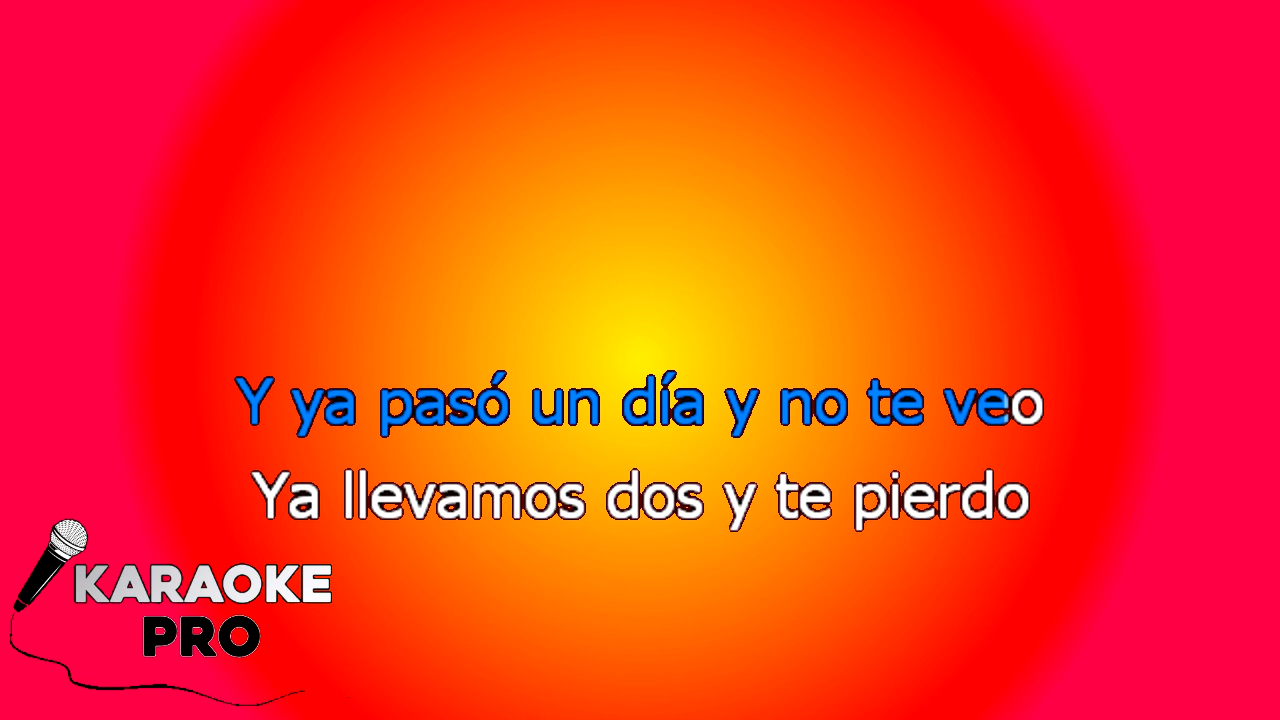 Y ya pasó un día y no te veo
Ya llevamos dos y te pierdo
KARAOKE
PRO